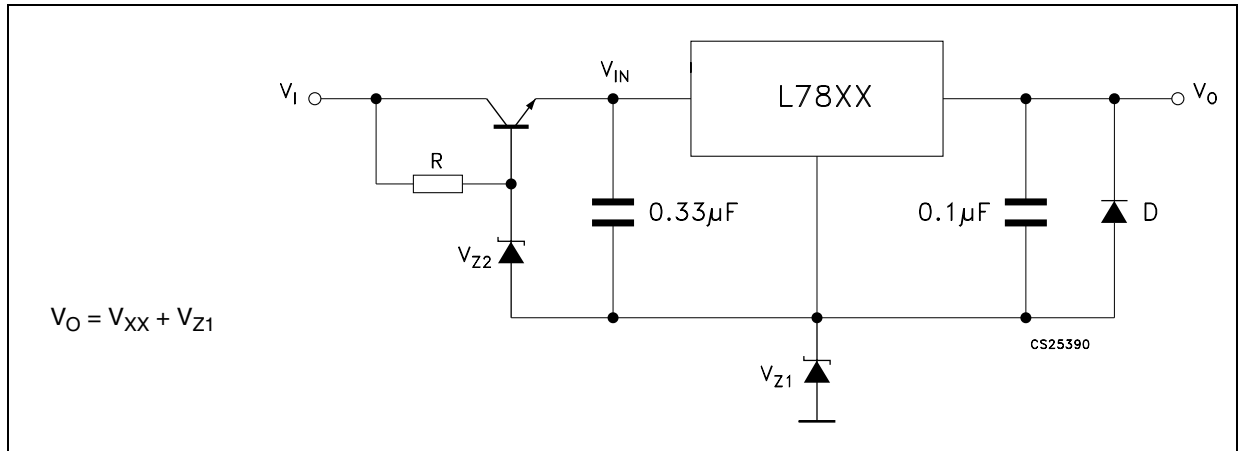 V_IN
V_I
L78XX
V_O
R
0.33µF
0.1µF
D
V_Z2
V_O = V_XX + V_Z1
CS25390
V_Z1